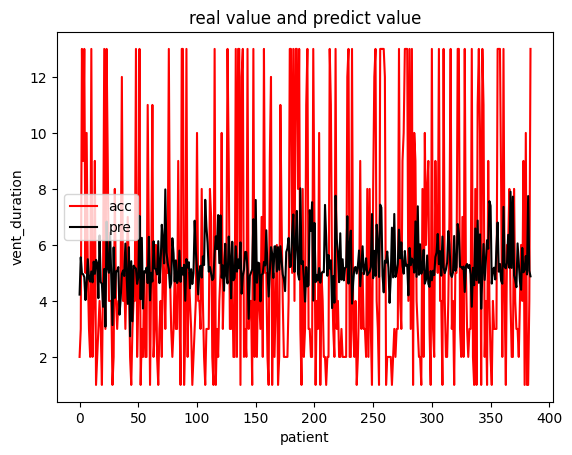 real value and predict value
12
10
8
6
4
2
vent_duration
acc
pre
0 50 100 150 200 250 300 350 400
patient